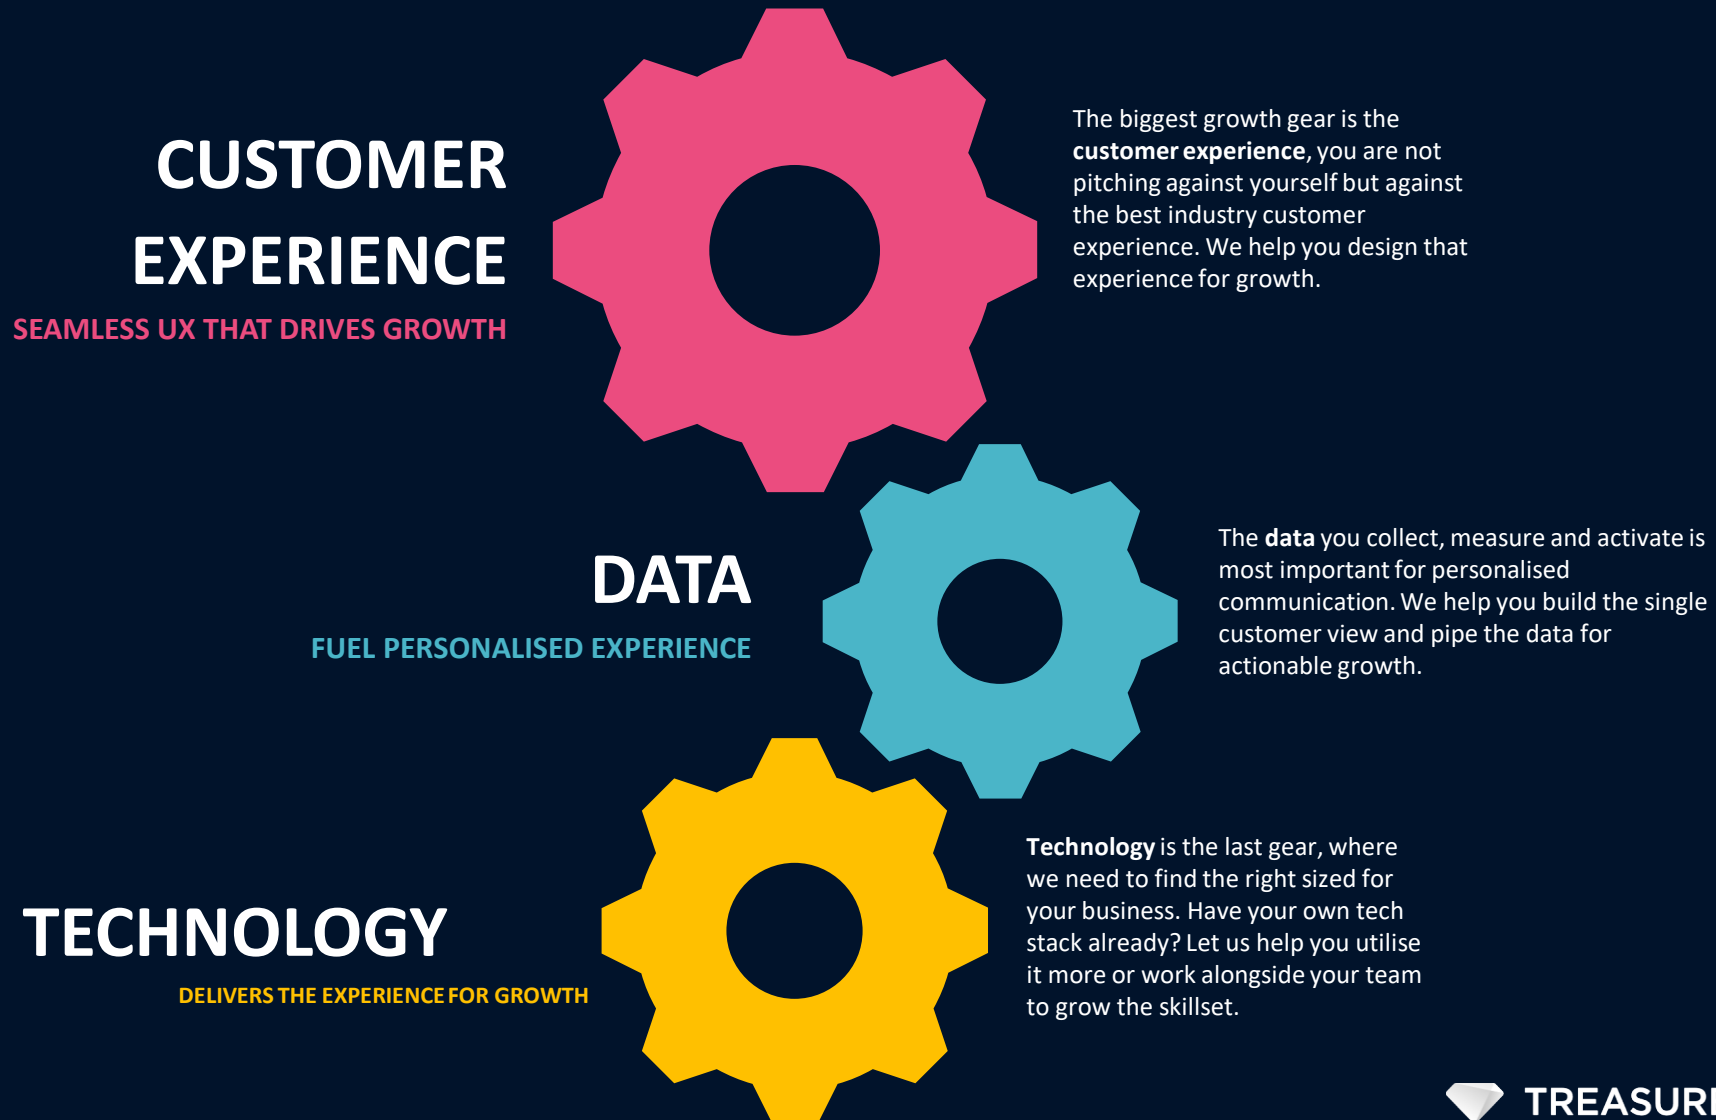 CUSTOMER
EXPERIENCE
SEAMLESS UX THAT DRIVES GROWTH
The biggest growth gear is the
customer experience, you are not
pitching against yourself but against
the best industry customer
experience. We help you design that
experience for growth.
DATA
FUEL PERSONALISED EXPERIENCE
The data you collect, measure and activate is
most important for personalised
communication. We help you build the single
customer view and pipe the data for
actionable growth.
TECHNOLOGY
DELIVERS THE EXPERIENCE FOR GROWTH
Technology is the last gear, where
we need to find the right sized for
your business. Have your own tech
stack already? Let us help you utilise
it more or work alongside your team
to grow the skillset.